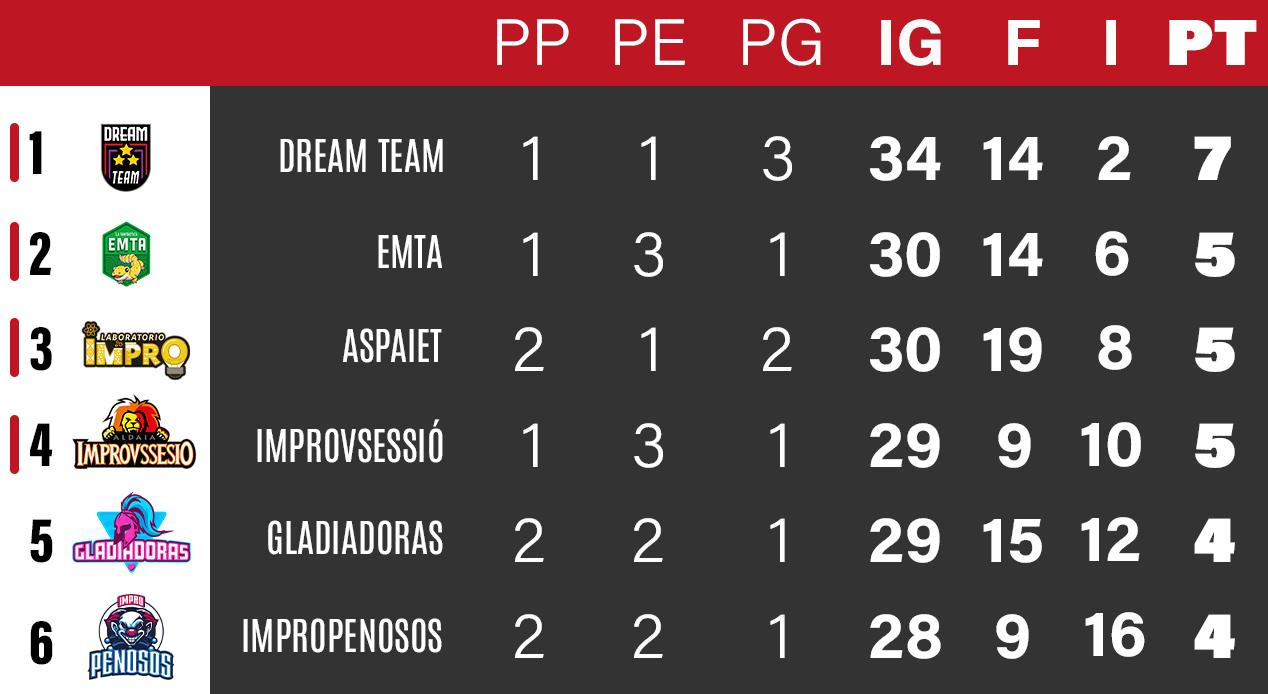 PP PE PG IG F I PT
1 DREAM TEAM DREAM TEAM 1 1 3 34 14 2 7
2 LA FANTÁSTICA EMTA EMTA 1 3 1 30 14 6 5
3 LABORATORIO DE IMPRO ASPAIET 2 1 2 30 19 8 5
4 ALDAIA IMPROVSSESIO IMPROVSESSIÓ 1 3 1 29 9 10 5
5 GLADIADORAS GLADIADORAS 2 2 1 29 15 12 4
6 IMPRO PENOSOS IMPROPENOSOS 2 2 1 28 9 16 4